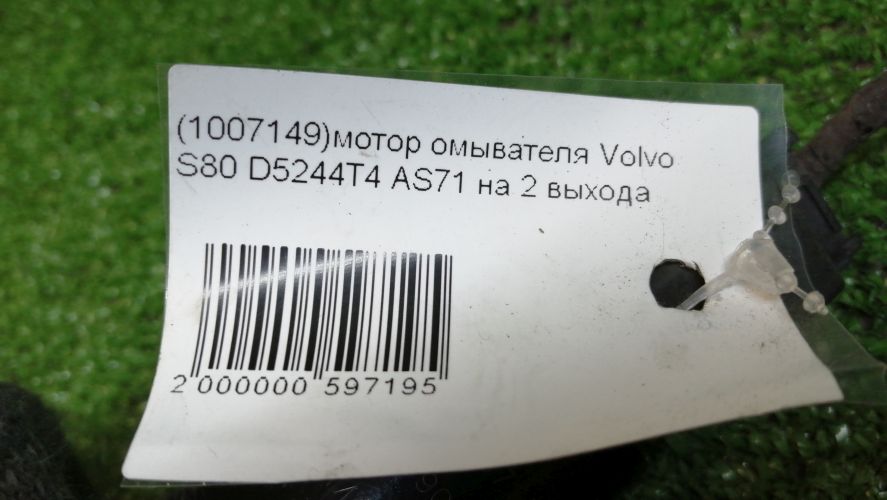 (1007149)мотор омывателя Volvo
S80 D5244T4 AS71 на 2 выхода
2 000000 597195